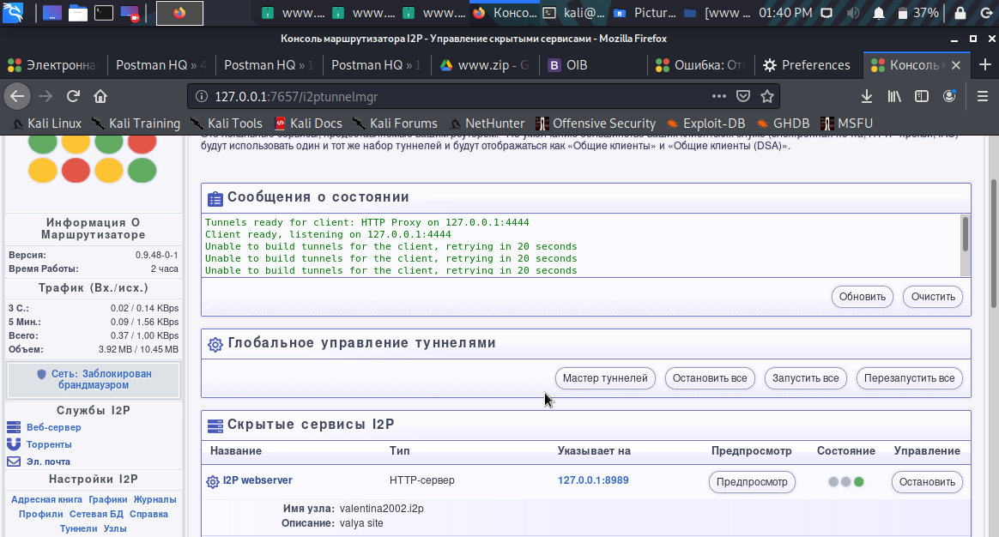 www.... www.... www.... Консо... kali@... Pictur... [www ... 01:40 PM 37%
Консоль маршрутизатора I2P - Управление скрытыми сервисами - Mozilla Firefox
Электронна Postman HQ » Postman HQ » 1 Postman HQ » 1 www.zip - G OIB Ошибка: От Preferences Консоль
127.0.0.1:7657/i2ptunnelmgr
Kali Linux Kali Training Kali Tools Kali Docs Kali Forums NetHunter Offensive Security Exploit-DB GHDB MSFU
будут использовать один и тот же набор туннелей и будут отображаться как «Общие клиенты» и «Общие клиенты (DSA)».
Информация О
Маршрутизаторе
Версия: 0.9.48-0-1
Время Работы: 2 часа
Трафик (Вх./исх.)
3 С.: 0.02 / 0.14 KBps
5 Мин.: 0.09 / 1.56 KBps
Всего: 0.37 / 1.00 KBps
Объем: 3.92 MB / 10.45 MB
Сеть: Заблокирован
брандмауэром
Службы I2P
Веб-сервер
Торренты
Эл. почта
Настройки I2P
Адресная книга Графики Журналы
Профили Сетевая БД Справка
Туннели Узлы
Сообщения о состоянии
Tunnels ready for client: HTTP Proxy on 127.0.0.1:4444
Client ready, listening on 127.0.0.1:4444
Unable to build tunnels for the client, retrying in 20 seconds
Unable to build tunnels for the client, retrying in 20 seconds
Unable to build tunnels for the client, retrying in 20 seconds
Обновить Очистить
Глобальное управление туннелями
Мастер туннелей Остановить все Запустить все Перезапустить все
Скрытые сервисы I2P
Название Тип Указывает на Предпросмотр Состояние Управление
I2P webserver HTTP-сервер 127.0.0.1:8989 Предпросмотр Остановить
Имя узла: valentina2002.i2p
Описание: valya site